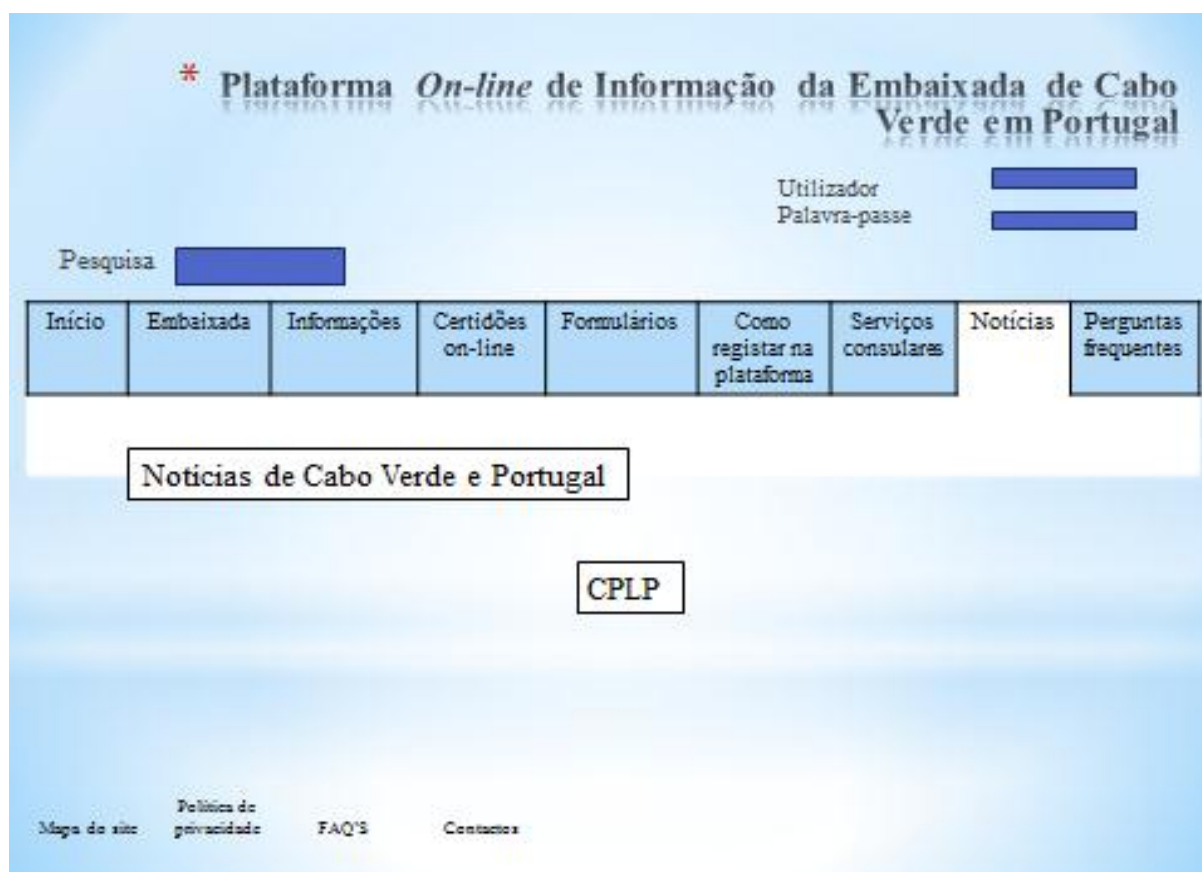 * Plataforma On-line de Informação da Embaixada de Cabo
Verde em Portugal
Utilizador
Palavra-passe
Pesquisa
Início
Embaixada
Informações
Certidões
on-line
Formulários
Como
registar na
plataforma
Serviços
consulares
Notícias
Perguntas
frequentes
Noticias de Cabo Verde e Portugal
CPLP
Mapa do site
Política de
privacidade
FAQ'S
Contactos